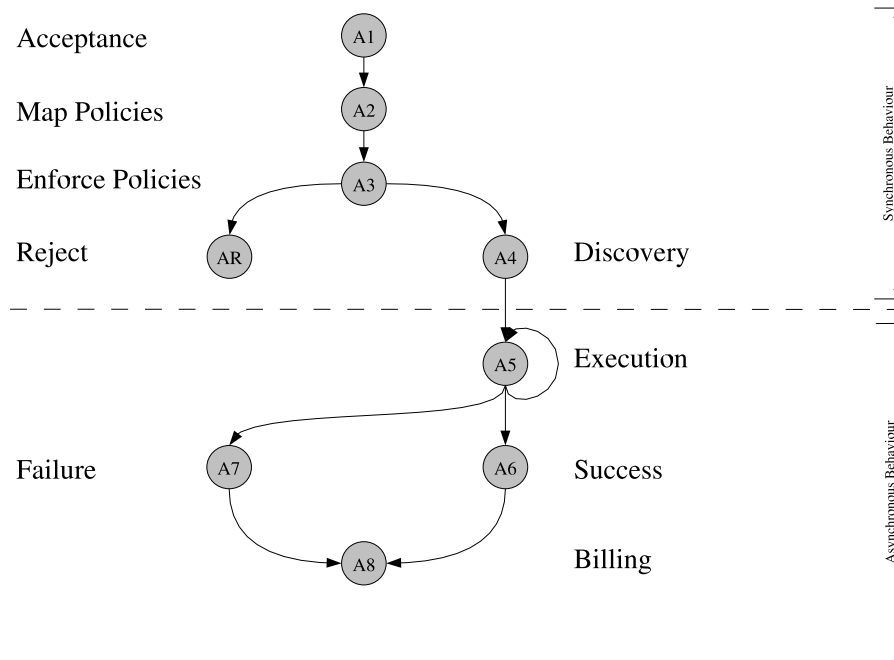 Acceptance
A1
Map Policies
A2
Enforce Policies
A3
Reject
AR
A4
Discovery
Synchronous Behaviour
A5
Execution
Failure
A7
A6
Success
A8
Billing
Asynchronous Behaviour